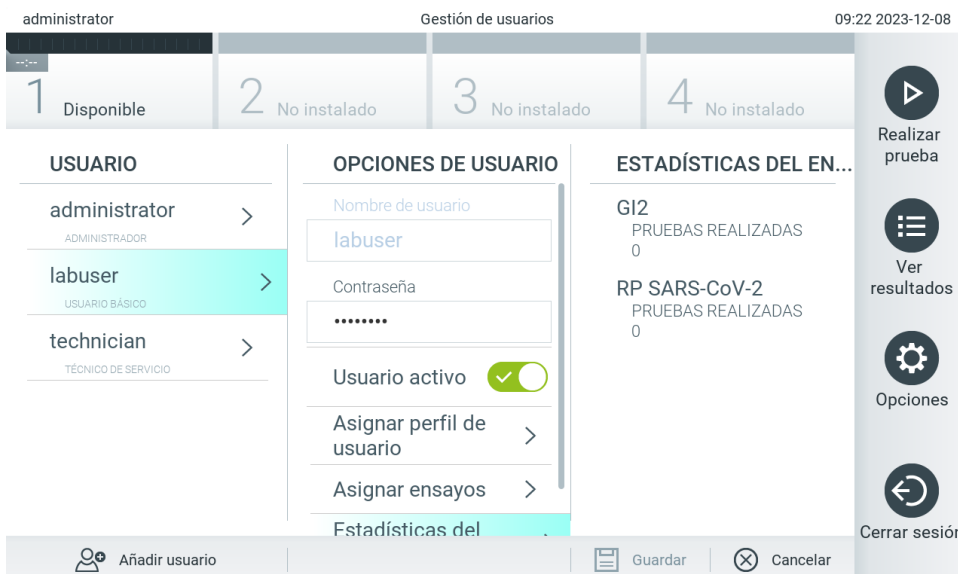 administrator
Gestión de usuarios
09:22 2023-12-08
--:--
1 Disponible
2 No instalado
3 No instalado
4 No instalado
USUARIO
administrator
ADMINISTRADOR
labuser
USUARIO BÁSICO
technician
TÉCNICO DE SERVICIO
OPCIONES DE USUARIO
Nombre de usuario
labuser
Contraseña
••••••••
Usuario activo
Asignar perfil de
usuario
Asignar ensayos
Estadísticas del
ESTADÍSTICAS DEL EN...
GI2
PRUEBAS REALIZADAS
0
RP SARS-CoV-2
PRUEBAS REALIZADAS
0
Realizar
prueba
Ver
resultados
Opciones
Cerrar sesión
Añadir usuario
Guardar
Cancelar